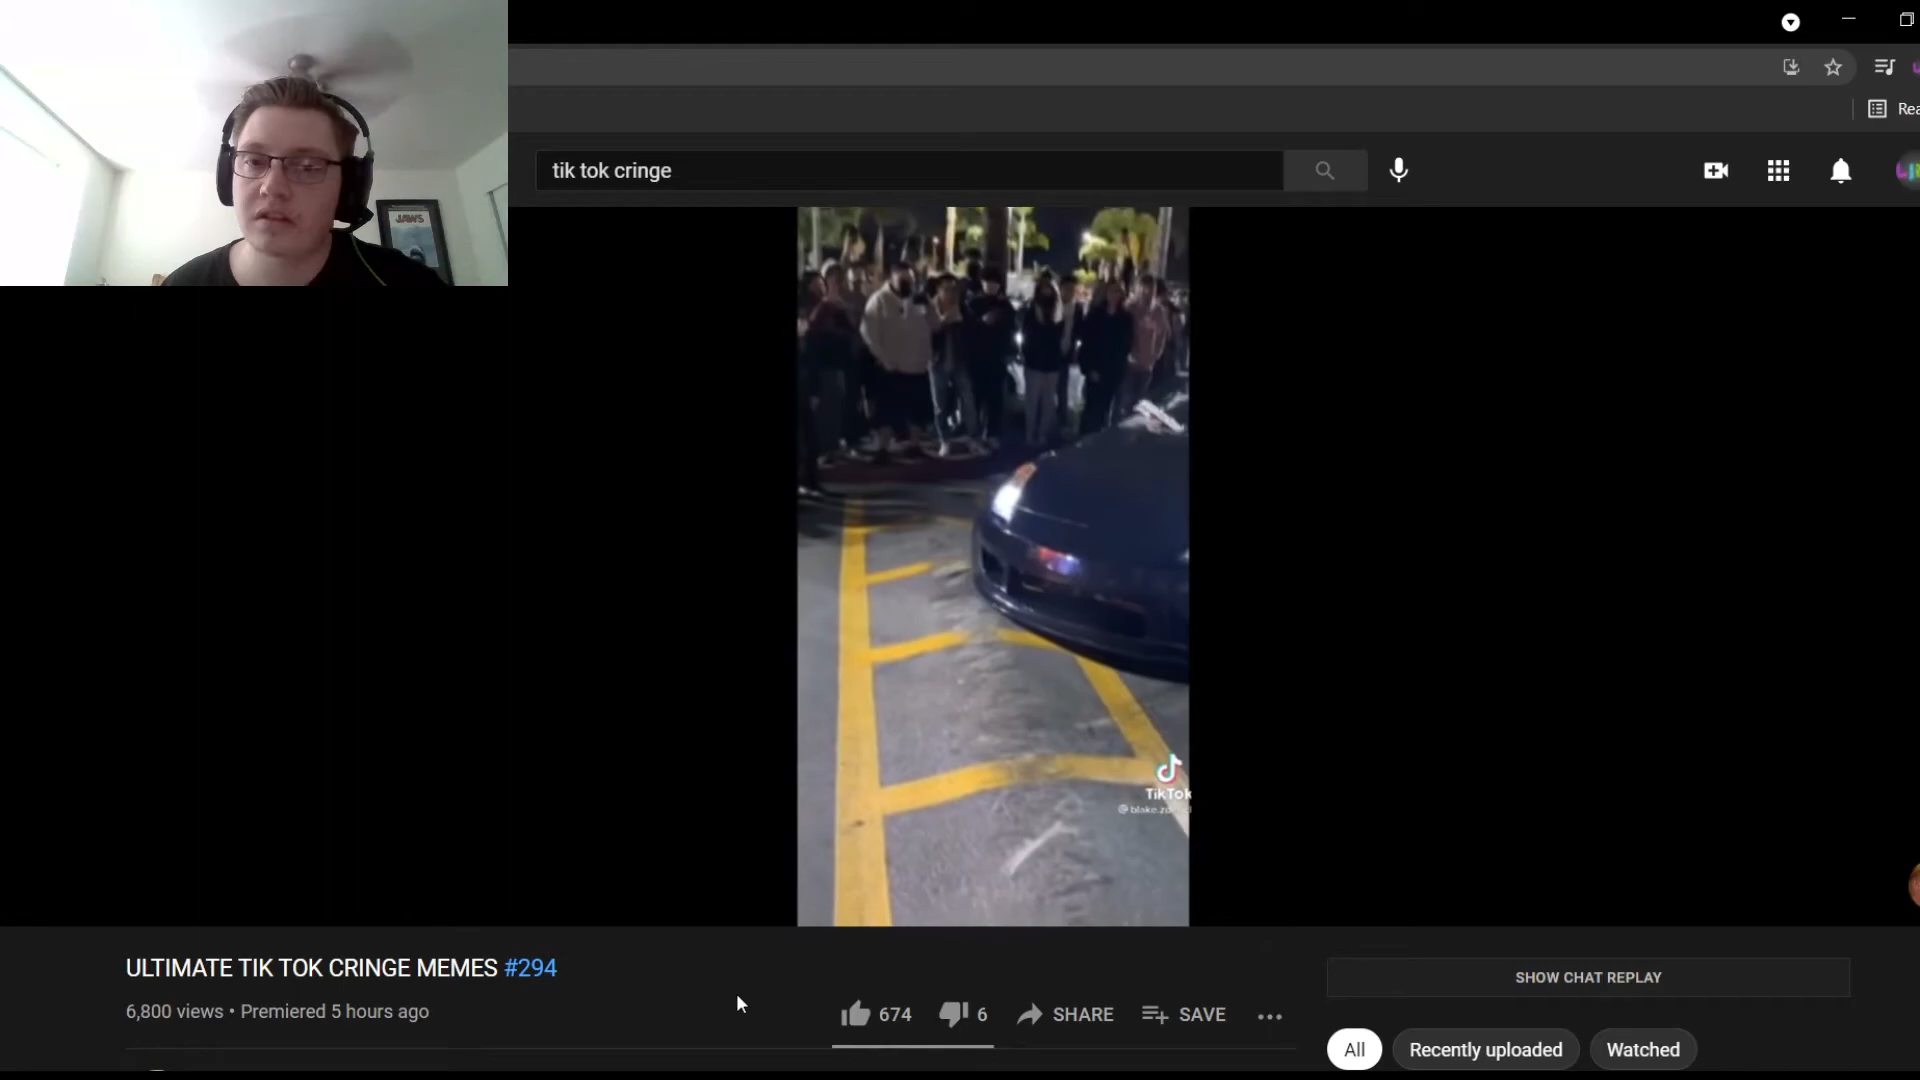 Rea
tik tok cringe
JAWS
TikTok
ULTIMATE TIK TOK CRINGE MEMES #294
6,800 views • Premiered 5 hours ago
674
6
SHARE
SAVE
SHOW CHAT REPLAY
All
Recently uploaded
Watched